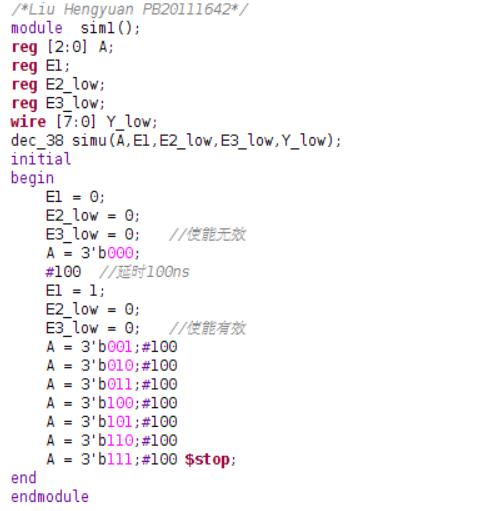 /*Liu Hengyuan PB20111642*/
module  sim1();
reg [2:0] A;
reg E1;
reg E2_low;
reg E3_low;
wire [7:0] Y_low;
dec_38 simu(A,E1,E2_low,E3_low,Y_low);
initial
begin
    E1 = 0;
    E2_low = 0;
    E3_low = 0;   //使能无效
    A = 3'b000;
    #100  //延时100ns
    E1 = 1;
    E2_low = 0;
    E3_low = 0;   //使能有效
    A = 3'b001;#100
    A = 3'b010;#100
    A = 3'b011;#100
    A = 3'b100;#100
    A = 3'b101;#100
    A = 3'b110;#100
    A = 3'b111;#100 $stop;
end
endmodule